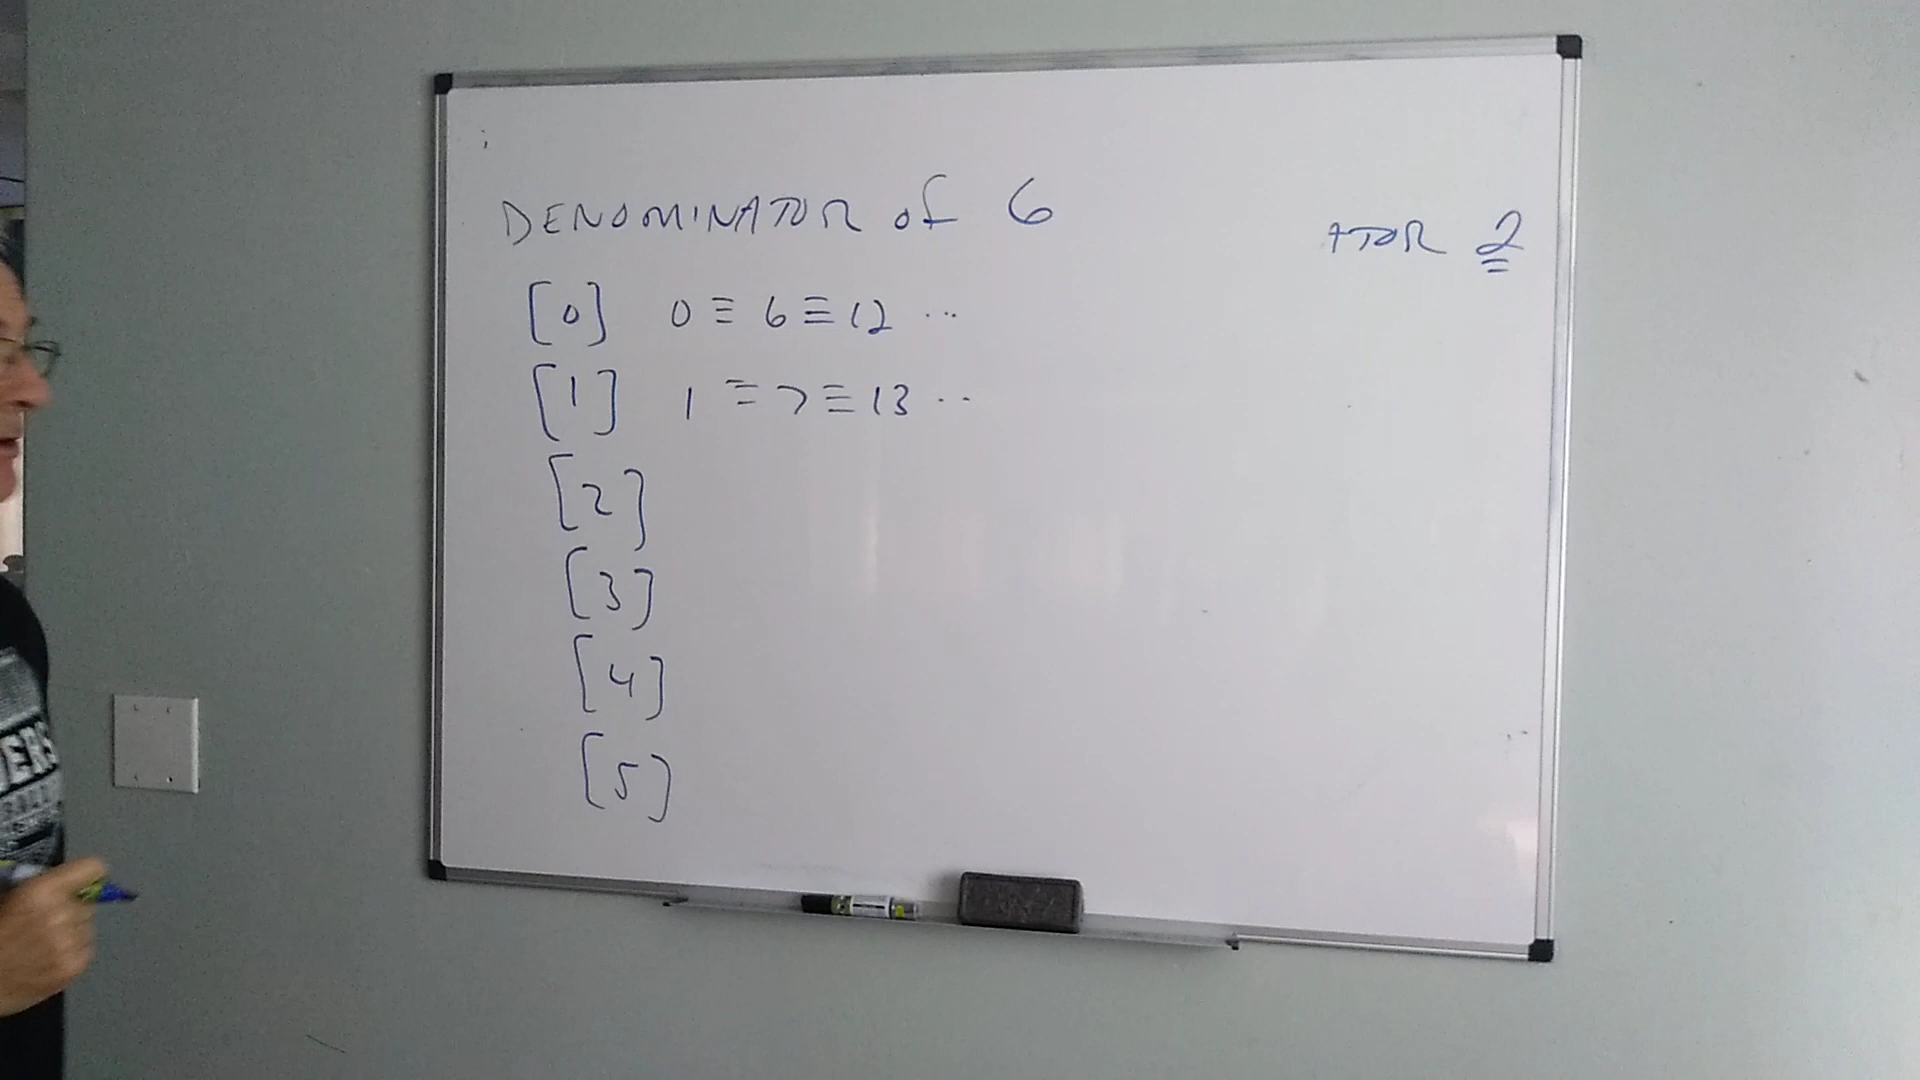 DENOMINATOR of 6
ATOR 2
[0] 0 ≡ 6 ≡ 12 ...
[1] 1 ≡ 7 ≡ 13 ..
[2]
[3]
[4]
[5]